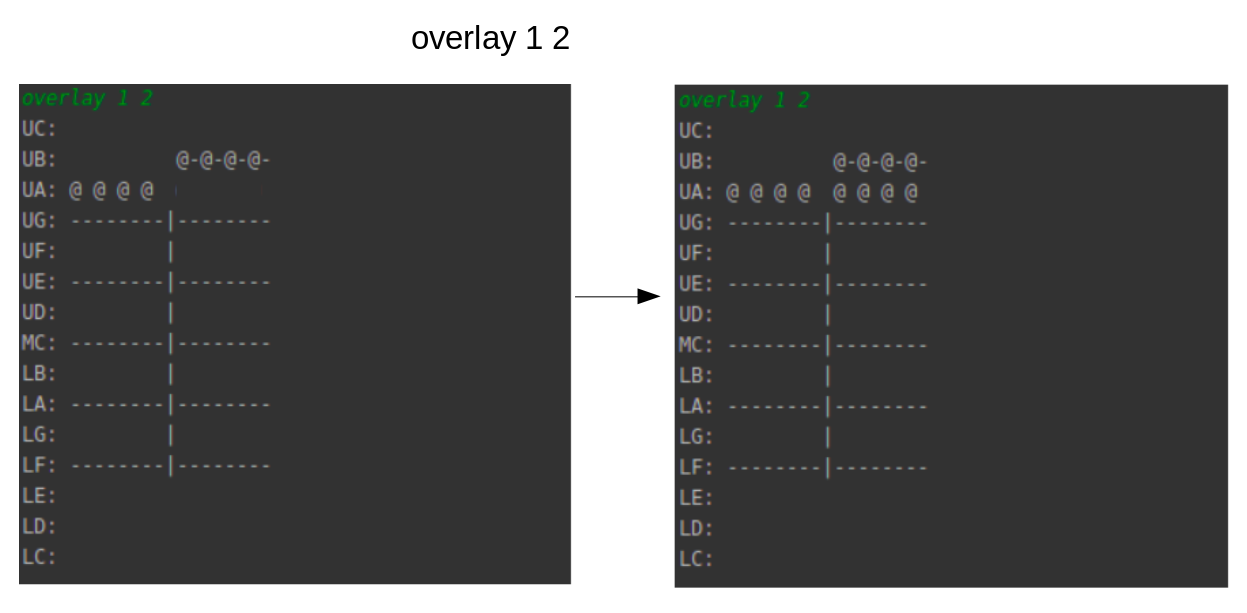 overlay 1 2
overlay 1 2
UC:
UB:          @-@-@-@-
UA: @ @ @ @
UG: --------|--------
UF:         |
UE: --------|--------
UD:         |
MC: --------|--------
LB:         |
LA: --------|--------
LG:         |
LF: --------|--------
LE:
LD:
LC:
overlay 1 2
UC:
UB:          @-@-@-@-
UA: @ @ @ @  @ @ @ @
UG: --------|--------
UF:         |
UE: --------|--------
UD:         |
MC: --------|--------
LB:         |
LA: --------|--------
LG:         |
LF: --------|--------
LE:
LD:
LC: